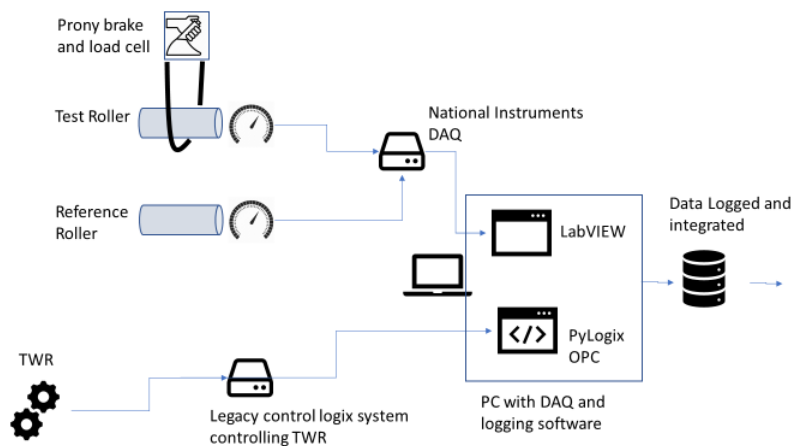 Prony brake
and load cell
Test Roller
National Instruments
DAQ
Reference
Roller
Data Logged and
integrated
LabVIEW
</>
PyLogix
OPC
TWR
Legacy control logix system
controlling TWR
PC with DAQ and
logging software